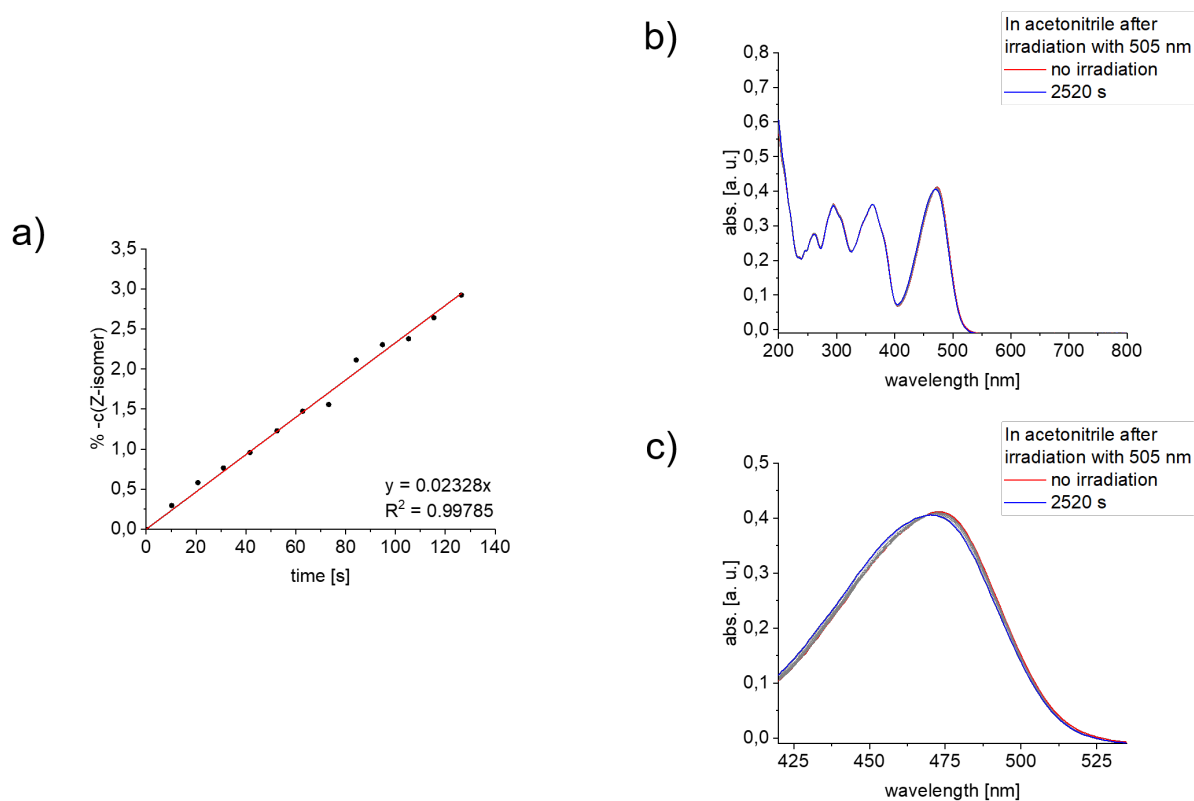 a)
3,5
3,0
2,5
2,0
1,5
1,0
0,5
0,0
% -c(Z-isomer)
y = 0.02328x
R² = 0.99785
0 20 40 60 80 100 120 140
time [s]
b)
In acetonitrile after
irradiation with 505 nm
no irradiation
2520 s
0,8
0,7
0,6
0,5
0,4
0,3
0,2
0,1
0,0
abs. [a. u.]
200 300 400 500 600 700 800
wavelength [nm]
c)
In acetonitrile after
irradiation with 505 nm
no irradiation
2520 s
0,5
0,4
0,3
0,2
0,1
0,0
abs. [a. u.]
425 450 475 500 525
wavelength [nm]